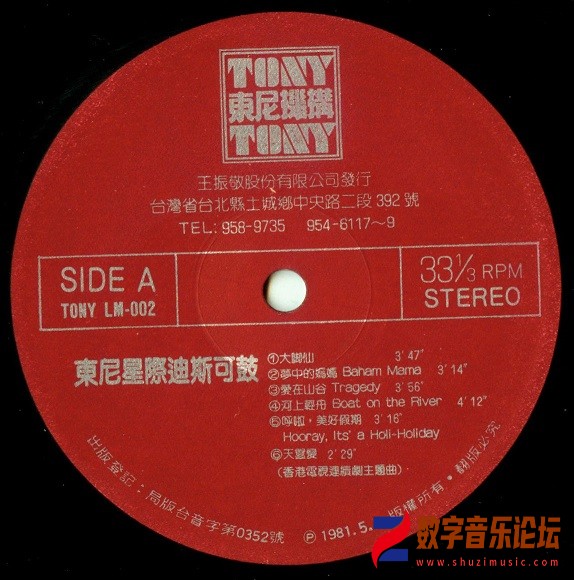 TONY
東尼機構
TONY
王振敬股份有限公司發行
台灣省台北縣土城鄉中央路二段392號
TEL: 958-9735 954-6117～9
SIDE A
TONY LM-002
33⅓ RPM
STEREO
東尼星際迪斯可鼓
①大腳仙 3'47"
②夢中的媽媽 Baham Mama 3'14"
③愛在山谷 Tragedy 3'56"
④河上輕舟 Boat on the River 4'12"
⑤呼啦，美好假期 3'16"
Hooray, Its' a Holi-Holiday
⑥天蠶變 2'29"
(香港電視連續劇主題曲)
出版登記：局版台音字第0352號 Ⓟ 1981.5. 版權所有・翻版必究
数字音乐论坛
www.shuzimusic.com